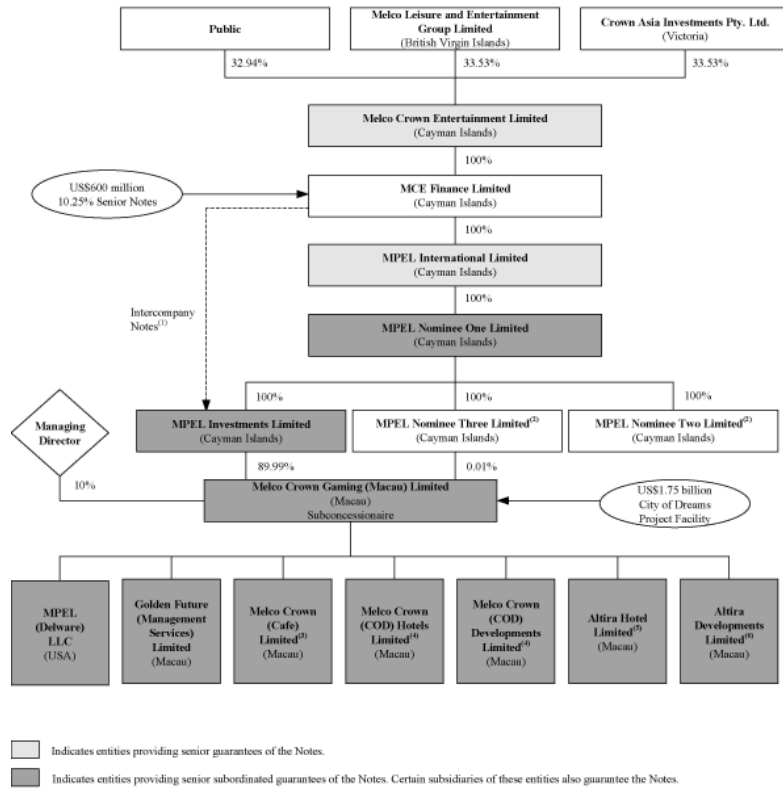 Public
Melco Leisure and Entertainment
Group Limited
(British Virgin Islands)
Crown Asia Investments Pty. Ltd.
(Victoria)
32.94%
33.53%
33.53%
Melco Crown Entertainment Limited
(Cayman Islands)
100%
US$600 million
10.25% Senior Notes
MCE Finance Limited
(Cayman Islands)
100%
MPEL International Limited
(Cayman Islands)
100%
Intercompany
Notes(1)
MPEL Nominee One Limited
(Cayman Islands)
100%
100%
100%
Managing
Director
MPEL Investments Limited
(Cayman Islands)
MPEL Nominee Three Limited(2)
(Cayman Islands)
MPEL Nominee Two Limited(2)
(Cayman Islands)
89.99%
0.01%
10%
Melco Crown Gaming (Macau) Limited
(Macau)
Subconcessionaire
US$1.75 billion
City of Dreams
Project Facility
MPEL
(Delware)
LLC
(USA)
Golden Future
(Management
Services)
Limited
(Macau)
Melco Crown
(Cafe)
Limited(3)
(Macau)
Melco Crown
(COD) Hotels
Limited(4)
(Macau)
Melco Crown
(COD)
Developments
Limited(4)
(Macau)
Altira Hotel
Limited(5)
(Macau)
Altira
Developments
Limited(6)
(Macau)
Indicates entities providing senior guarantees of the Notes.
Indicates entities providing senior subordinated guarantees of the Notes. Certain subsidiaries of these entities also guarantee the Notes.